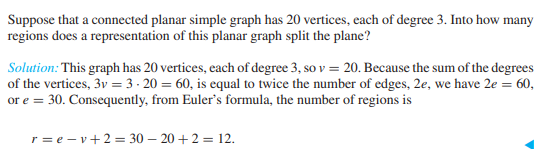 Suppose that a connected planar simple graph has 20 vertices, each of degree 3. Into how many
regions does a representation of this planar graph split the plane?
Solution: This graph has 20 vertices, each of degree 3, so v = 20. Because the sum of the degrees
of the vertices, 3v = 3 · 20 = 60, is equal to twice the number of edges, 2e, we have 2e = 60,
or e = 30. Consequently, from Euler's formula, the number of regions is
r = e − v + 2 = 30 − 20 + 2 = 12.